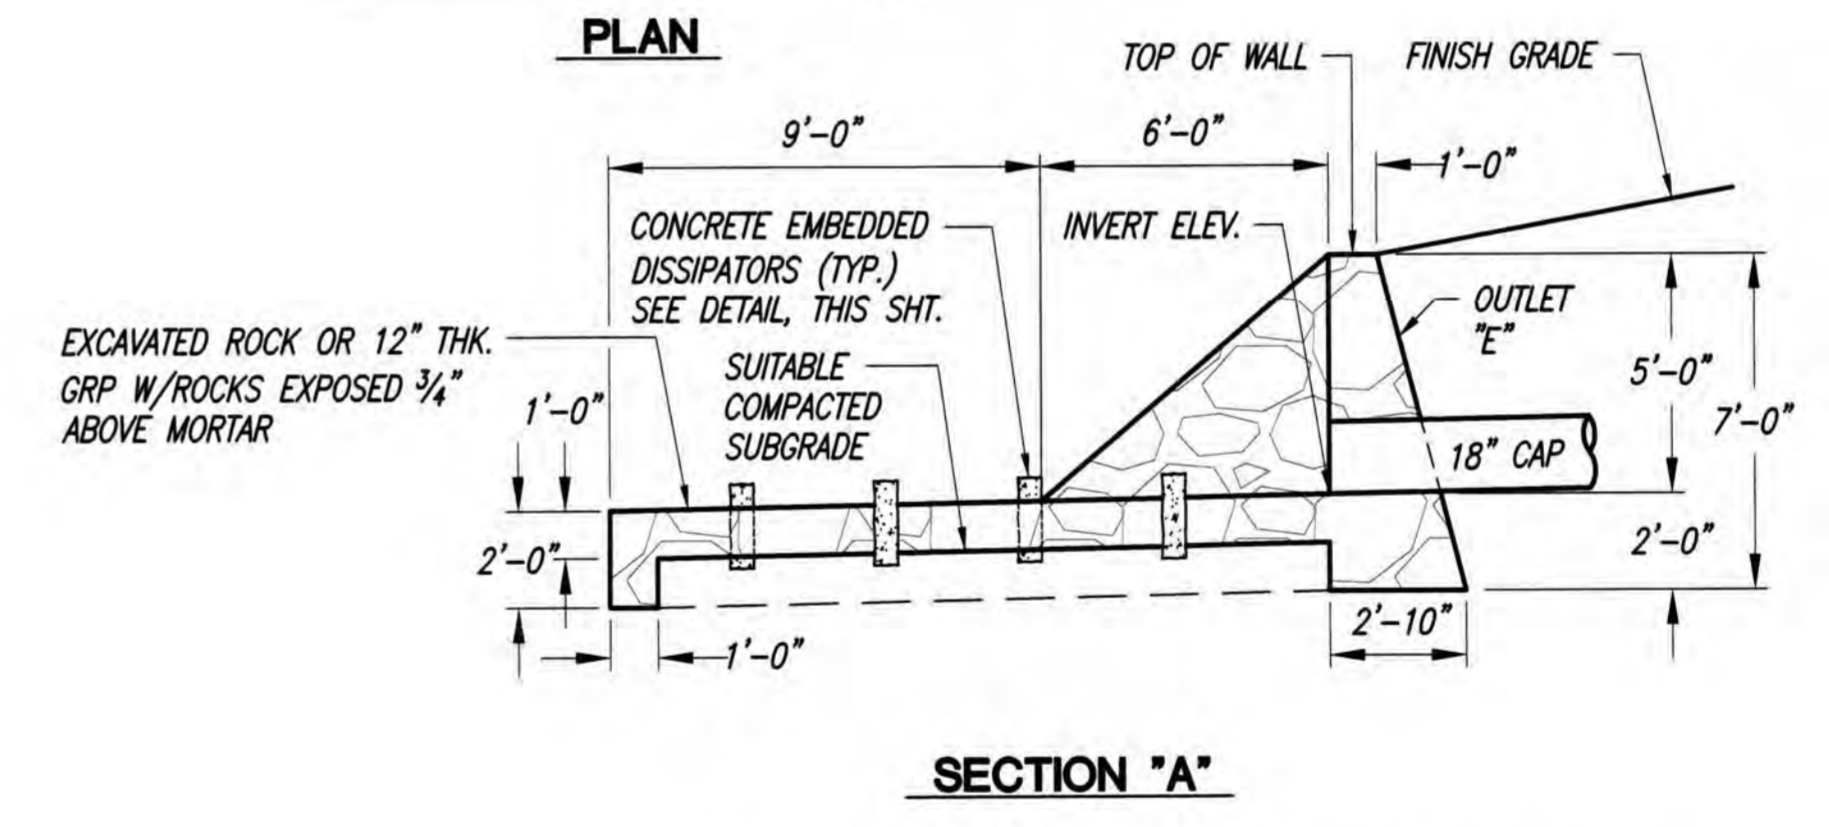 PLAN
TOP OF WALL
FINISH GRADE
9'-0"
6'-0"
1'-0"
CONCRETE EMBEDDED
DISSIPATORS (TYP.)
SEE DETAIL, THIS SHT.
INVERT ELEV.
OUTLET
"E"
EXCAVATED ROCK OR 12" THK.
GRP W/ROCKS EXPOSED ¾"
ABOVE MORTAR
SUITABLE
COMPACTED
SUBGRADE
1'-0"
5'-0"
7'-0"
18" CAP
2'-0"
2'-0"
2'-10"
1'-0"
SECTION "A"